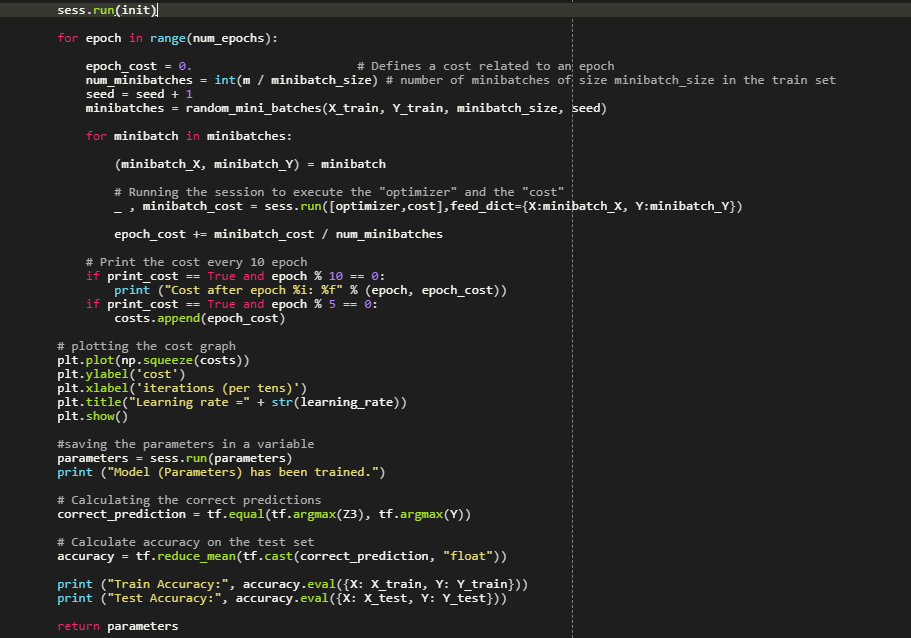 sess.run(init)
for epoch in range(num_epochs):
epoch_cost = 0. # Defines a cost related to an epoch
num_minibatches = int(m / minibatch_size) # number of minibatches of size minibatch_size in the train set
seed = seed + 1
minibatches = random_mini_batches(X_train, Y_train, minibatch_size, seed)
for minibatch in minibatches:
(minibatch_X, minibatch_Y) = minibatch
# Running the session to execute the "optimizer" and the "cost"
_ , minibatch_cost = sess.run([optimizer,cost],feed_dict={X:minibatch_X, Y:minibatch_Y})
epoch_cost += minibatch_cost / num_minibatches
# Print the cost every 10 epoch
if print_cost == True and epoch % 10 == 0:
print ("Cost after epoch %i: %f" % (epoch, epoch_cost))
if print_cost == True and epoch % 5 == 0:
costs.append(epoch_cost)
# plotting the cost graph
plt.plot(np.squeeze(costs))
plt.ylabel('cost')
plt.xlabel('iterations (per tens)')
plt.title("Learning rate =" + str(learning_rate))
plt.show()
#saving the parameters in a variable
parameters = sess.run(parameters)
print ("Model (Parameters) has been trained.")
# Calculating the correct predictions
correct_prediction = tf.equal(tf.argmax(Z3), tf.argmax(Y))
# Calculate accuracy on the test set
accuracy = tf.reduce_mean(tf.cast(correct_prediction, "float"))
print ("Train Accuracy:", accuracy.eval({X: X_train, Y: Y_train}))
print ("Test Accuracy:", accuracy.eval({X: X_test, Y: Y_test}))
return parameters